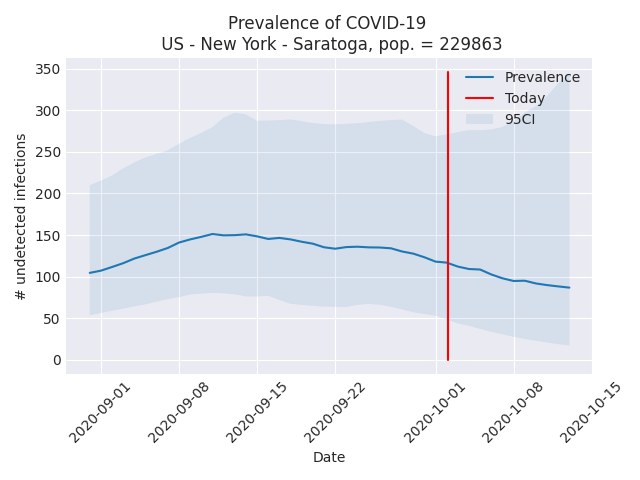 Prevalence of COVID-19
US - New York - Saratoga, pop. = 229863
350
300
250
200
150
100
50
0
# undetected infections
Prevalence
Today
95CI
2020-09-01
2020-09-08
2020-09-15
2020-09-22
2020-10-01
2020-10-08
2020-10-15
Date